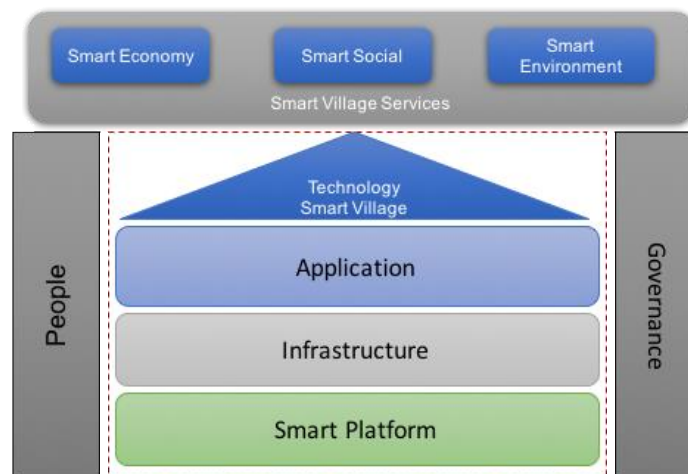 Smart Economy
Smart Social
Smart
Environment
Smart Village Services
People
Technology
Smart Village
Application
Infrastructure
Smart Platform
Governance